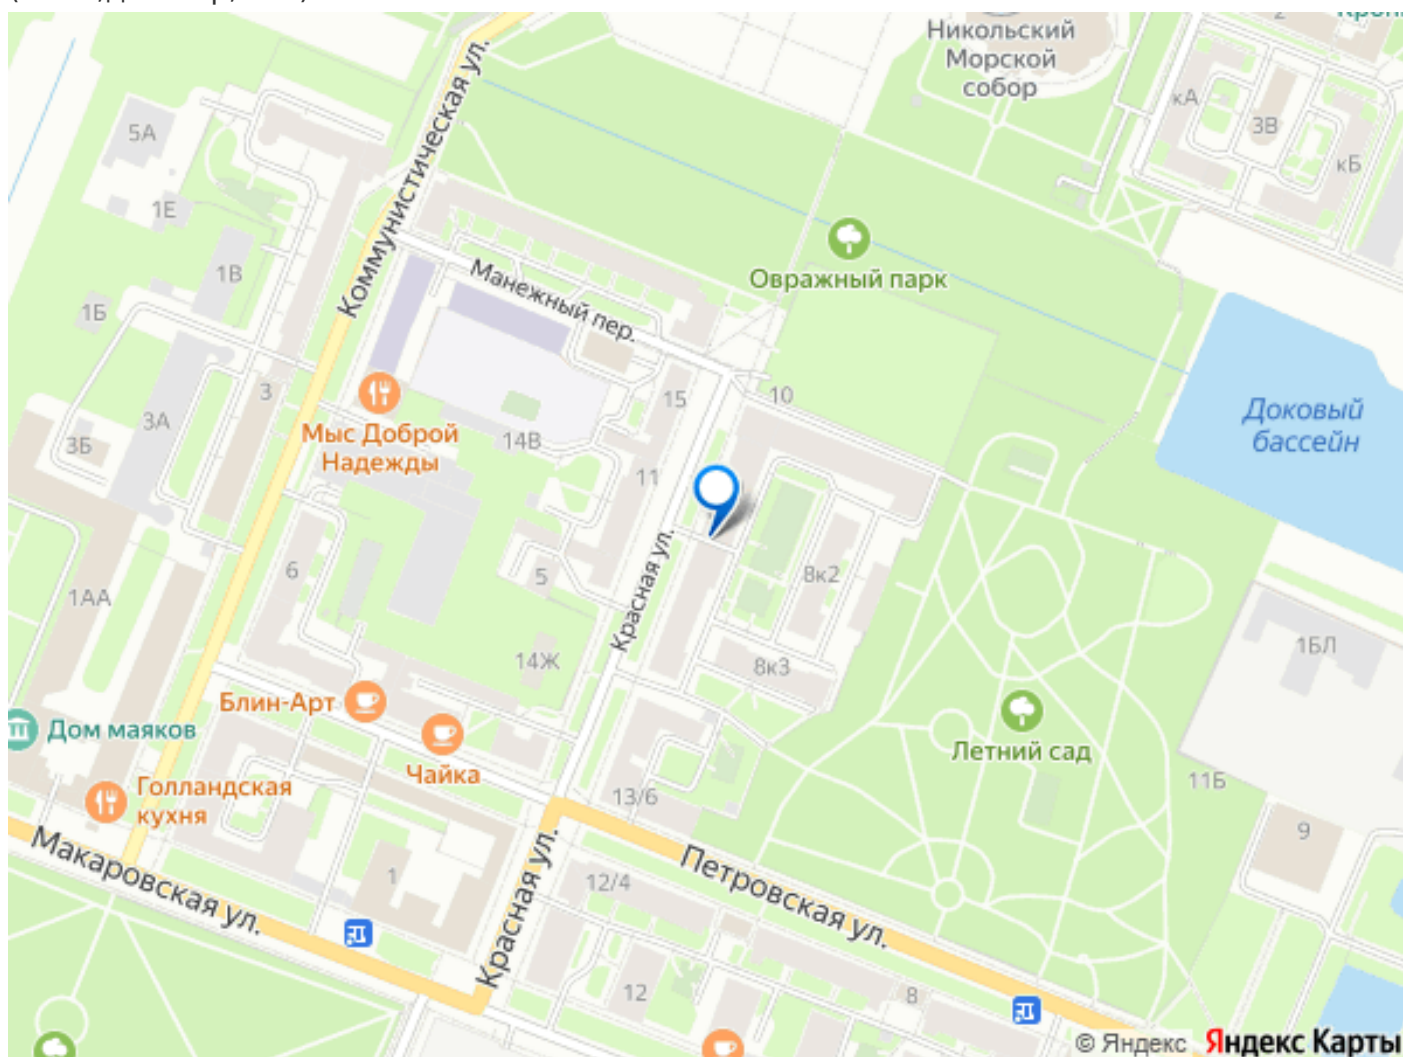 Никольский
Морской
собор
кА
3В
кБ
5А
1Е
1В
1Б
Коммунистическая ул.
Манежный пер.
Овражный парк
3
3А
3Б
Мыс Доброй
Надежды
14В
15
10
11
Доковый
бассейн
Красная ул.
6
5
8к2
1АА
14Ж
8к3
1БЛ
Блин-Арт
Дом маяков
Чайка
Летний сад
Голландская
кухня
13/6
11Б
9
Макаровская ул.
1
Красная ул.
12/4
Петровская ул.
12
8
© Яндекс Яндекс Карты